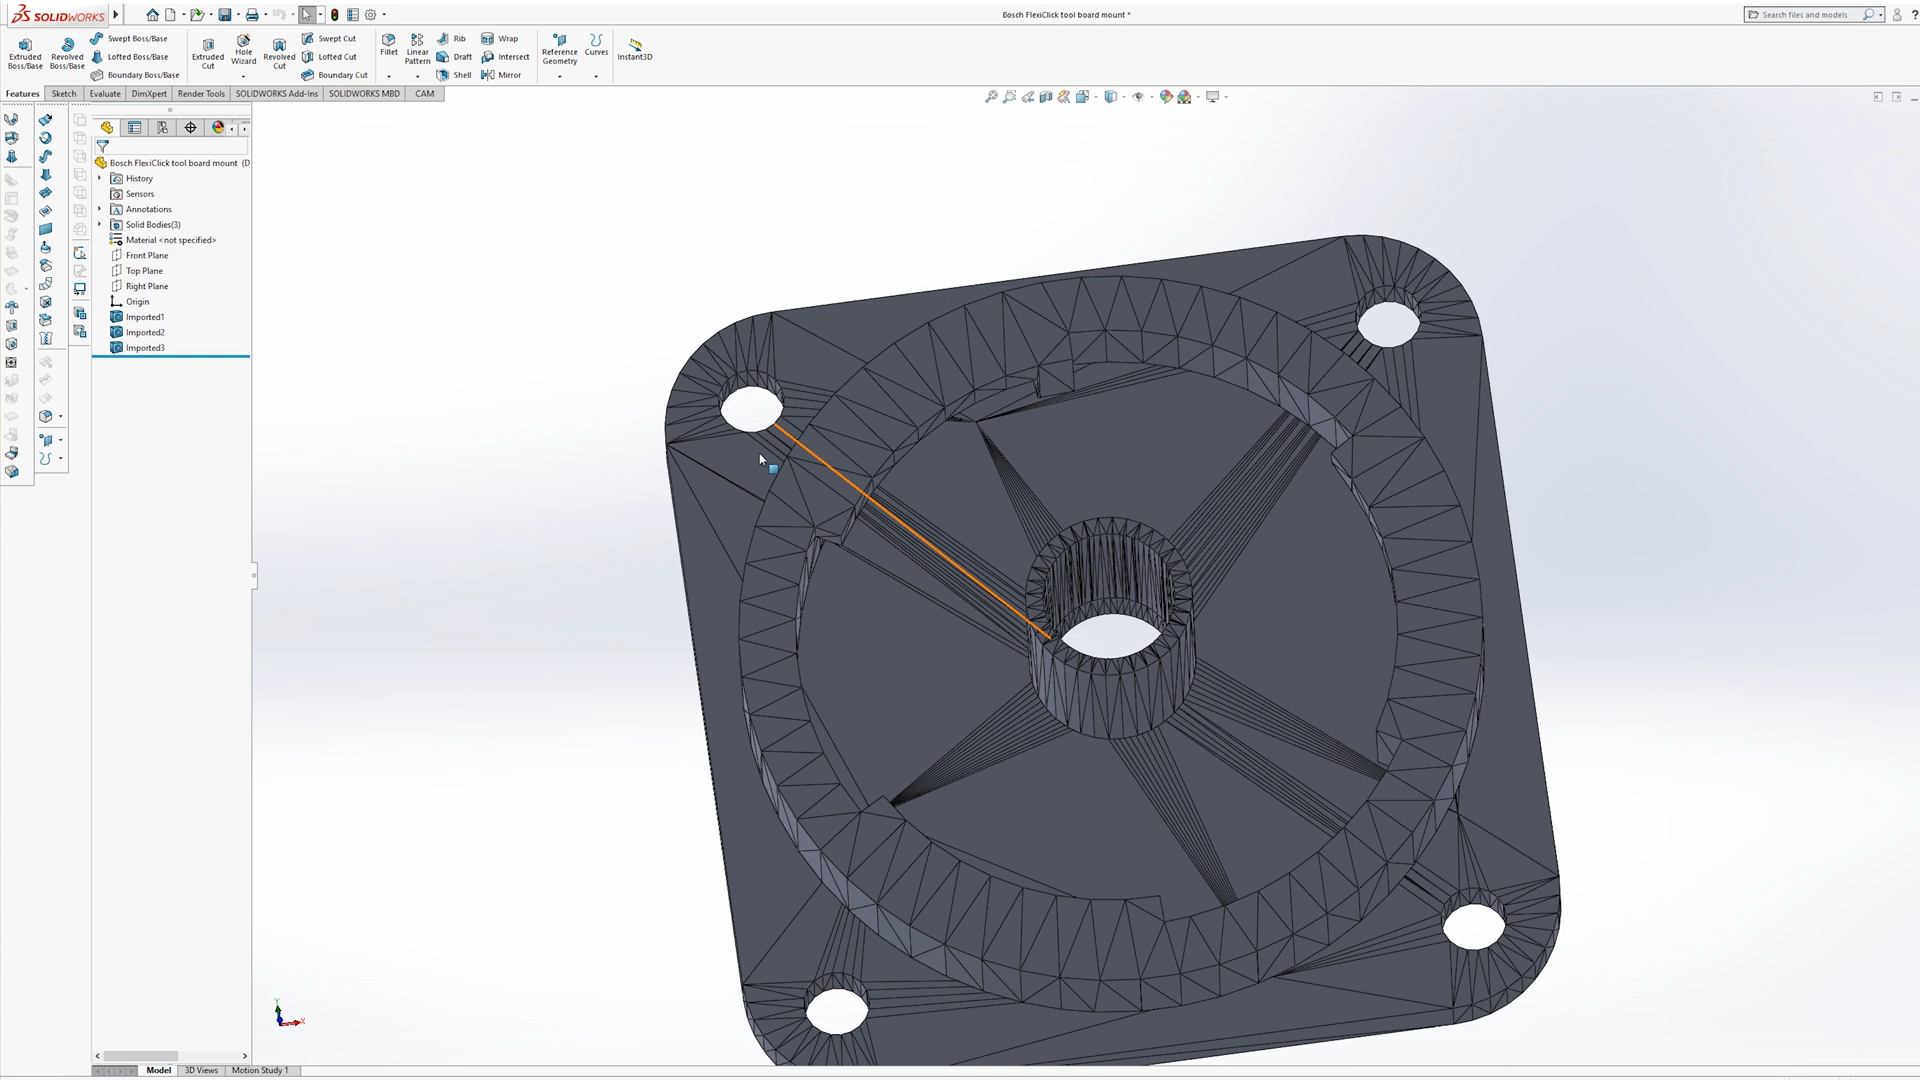 SOLIDWORKS
Bosch FlexiClick tool board mount *
Search files and models
?
Extruded Boss/Base
Revolved Boss/Base
Swept Boss/Base
Lofted Boss/Base
Boundary Boss/Base
Extruded Cut
Hole Wizard
Revolved Cut
Swept Cut
Lofted Cut
Boundary Cut
Fillet
Linear Pattern
Rib
Draft
Shell
Wrap
Intersect
Mirror
Reference Geometry
Curves
Instant3D
Features
Sketch
Evaluate
DimXpert
Render Tools
SOLIDWORKS Add-Ins
SOLIDWORKS MBD
CAM
Bosch FlexiClick tool board mount (D
History
Sensors
Annotations
Solid Bodies(3)
Material <not specified>
Front Plane
Top Plane
Right Plane
Origin
Imported1
Imported2
Imported3
Y
X
Model
3D Views
Motion Study 1